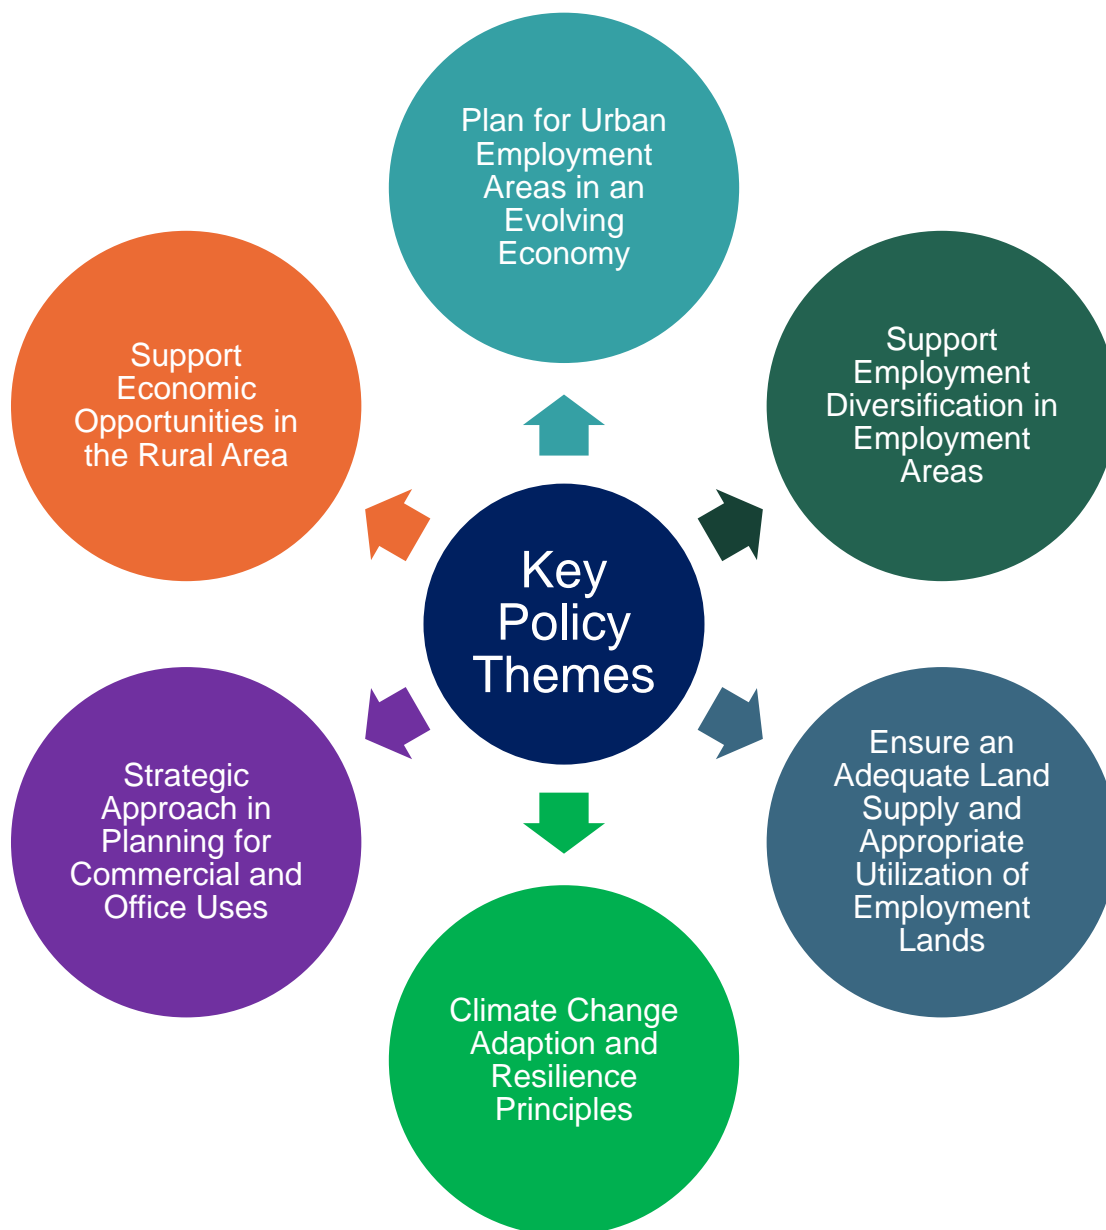 Plan for Urban
Employment
Areas in an
Evolving
Economy
Support
Employment
Diversification in
Employment
Areas
Ensure an
Adequate Land
Supply and
Appropriate
Utilization of
Employment
Lands
Climate Change
Adaption and
Resilience
Principles
Strategic
Approach in
Planning for
Commercial and
Office Uses
Support
Economic
Opportunities in
the Rural Area
Key
Policy
Themes